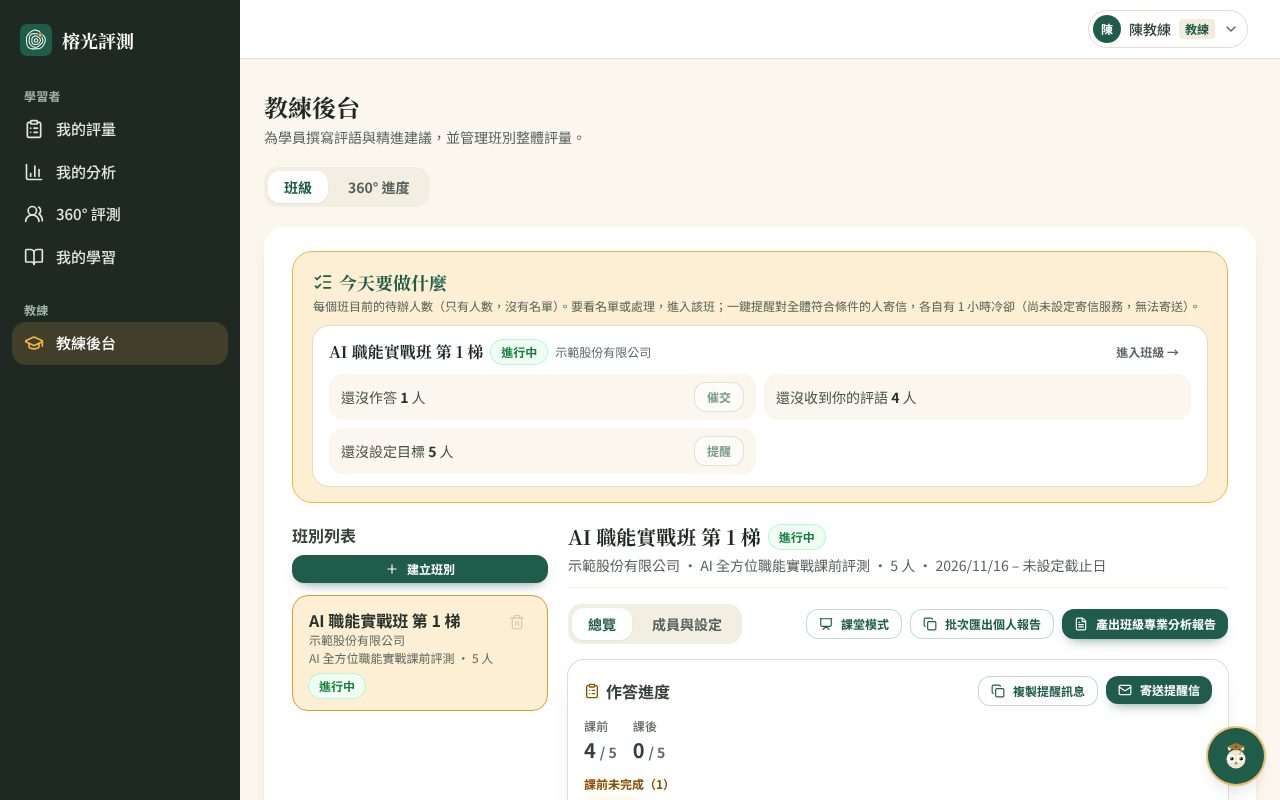 榕光評測
學習者
我的評量
我的分析
360° 評測
我的學習
教練
教練後台
陳 陳教練 教練
教練後台
為學員撰寫評語與精進建議，並管理班別整體評量。
班級 360° 進度
今天要做什麼
每個班目前的待辦人數（只有人數，沒有名單）。要看名單或處理，進入該班；一鍵提醒對全體符合條件的人寄信，各自有 1 小時冷卻（尚未設定寄信服務，無法寄送）。
AI 職能實戰班 第 1 梯 進行中 示範股份有限公司 進入班級 →
還沒作答 1 人 催交 還沒收到你的評語 4 人
還沒設定目標 5 人 提醒
班別列表
建立班別
AI 職能實戰班 第 1 梯
示範股份有限公司
AI 全方位職能實戰課前評測 · 5 人
進行中
AI 職能實戰班 第 1 梯 進行中
示範股份有限公司 · AI 全方位職能實戰課前評測 · 5 人 · 2026/11/16 – 未設定截止日
總覽 成員與設定 課堂模式 批次匯出個人報告 產出班級專業分析報告
作答進度 複製提醒訊息 寄送提醒信
課前 課後
4 / 5 0 / 5
課前未完成（1）